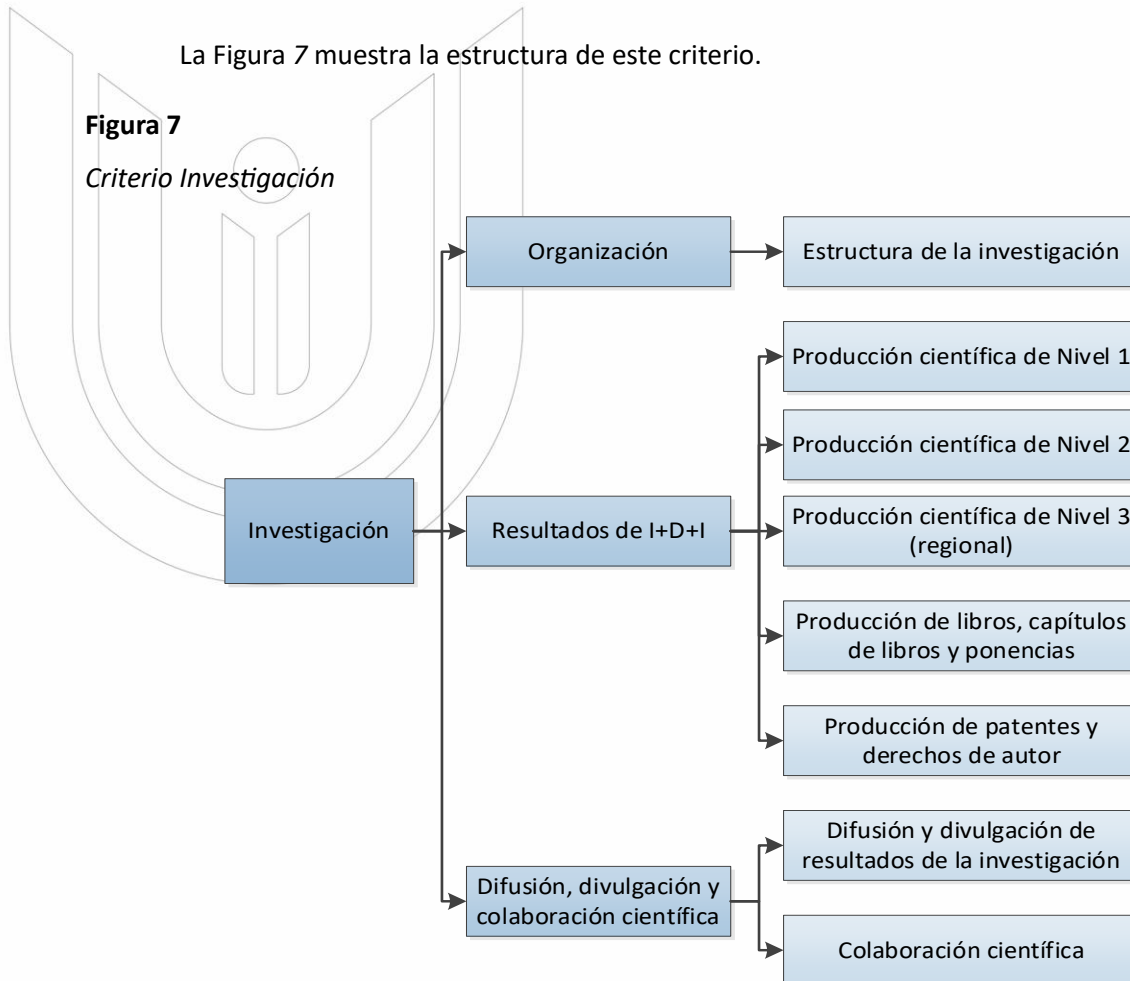 La Figura 7 muestra la estructura de este criterio.
Figura 7
Criterio Investigación
Organización
Estructura de la investigación
Producción científica de Nivel 1
Producción científica de Nivel 2
Investigación
Resultados de I+D+I
Producción científica de Nivel 3
(regional)
Producción de libros, capítulos
de libros y ponencias
Producción de patentes y
derechos de autor
Difusión, divulgación y
colaboración científica
Difusión y divulgación de
resultados de la investigación
Colaboración científica